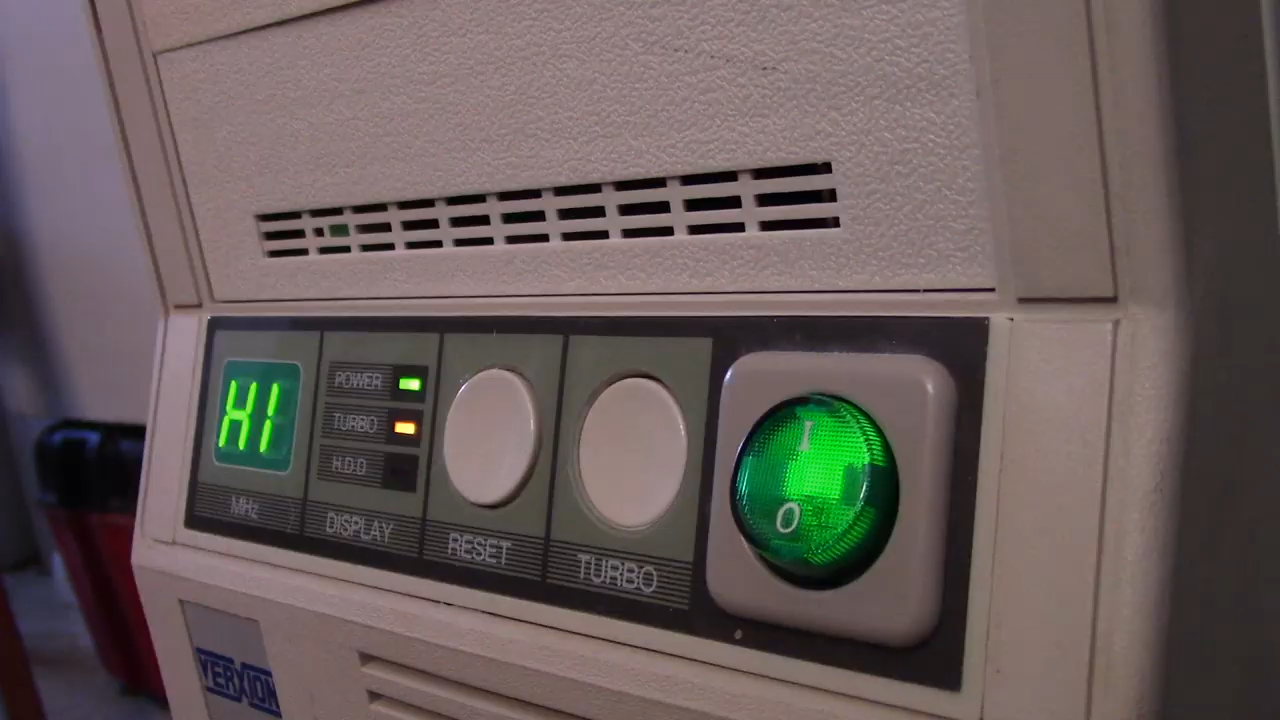 HI
MHz
POWER
TURBO
H.D.D
DISPLAY
RESET
TURBO
I
O
VERXION